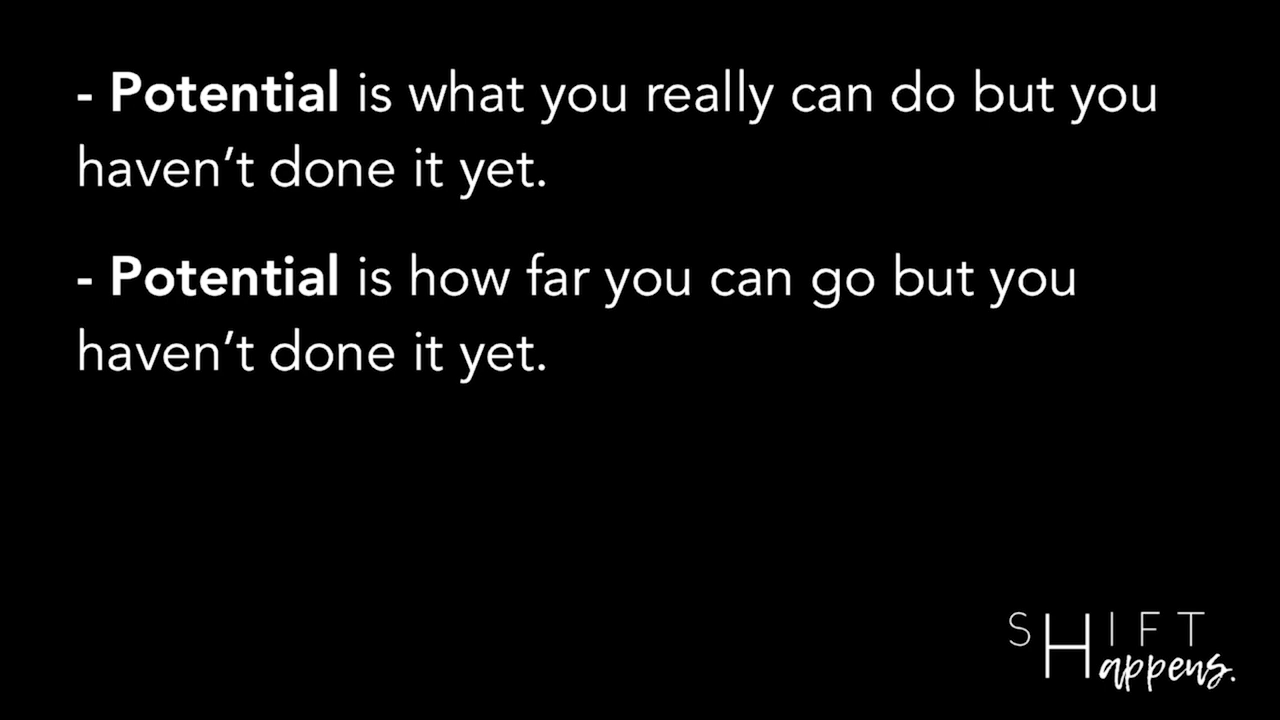 - Potential is what you really can do but you
haven’t done it yet.
- Potential is how far you can go but you
haven’t done it yet.
SHIFT
Happens.